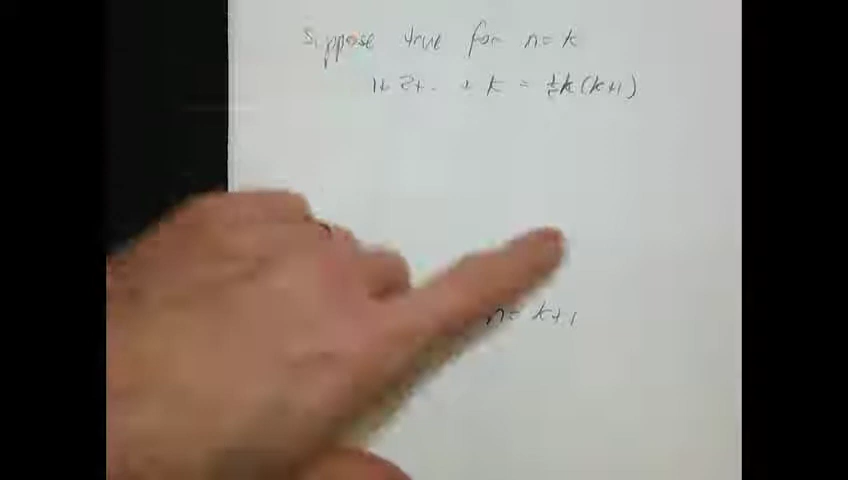 Suppose true for n = k
1+ 2+ . . + k = ½k(k+1)
n = k+1